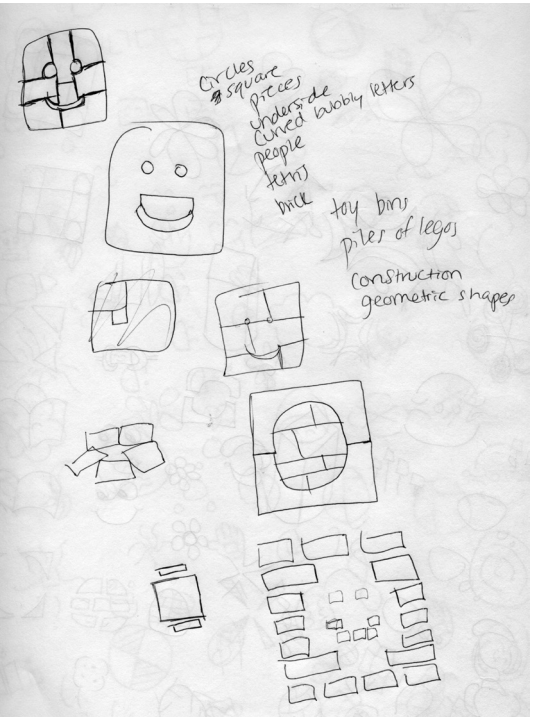 circles
square
pieces
underside
curved bubbly letters
people
tetris
brick
toy bins
piles of legos
construction
geometric shapes